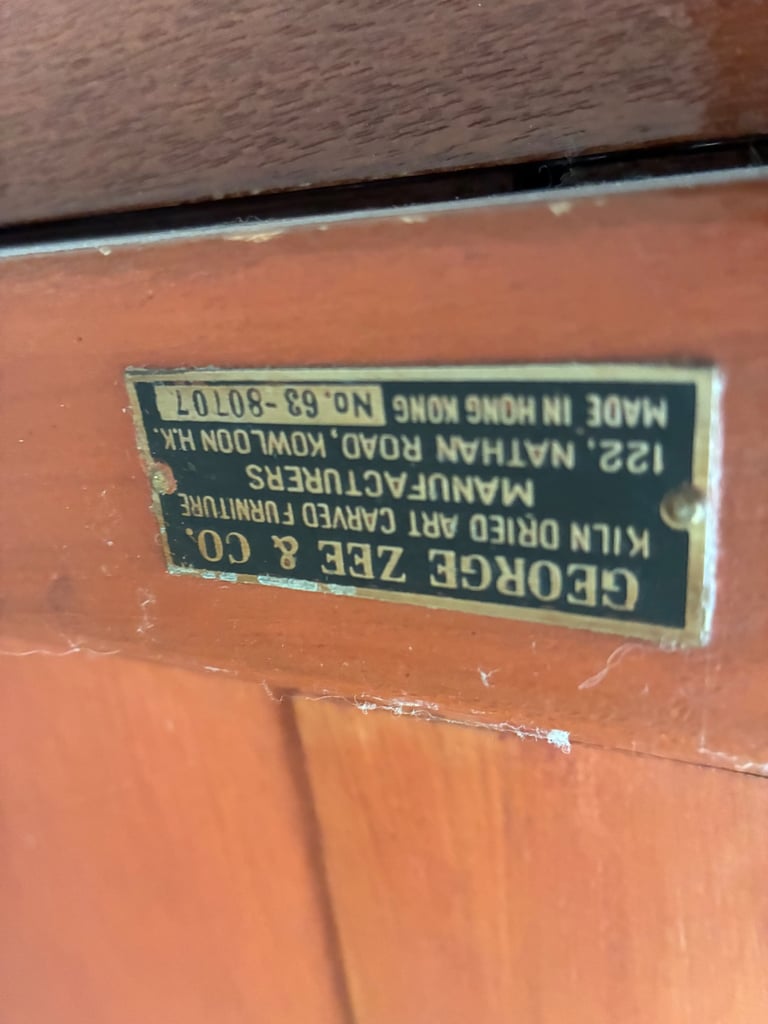 GEORGE ZEE & CO.
KILN DRIED ART CARVED FURNITURE
MANUFACTURERS
122, NATHAN ROAD, KOWLOON H.K.
MADE IN HONG KONG No. 63-80707